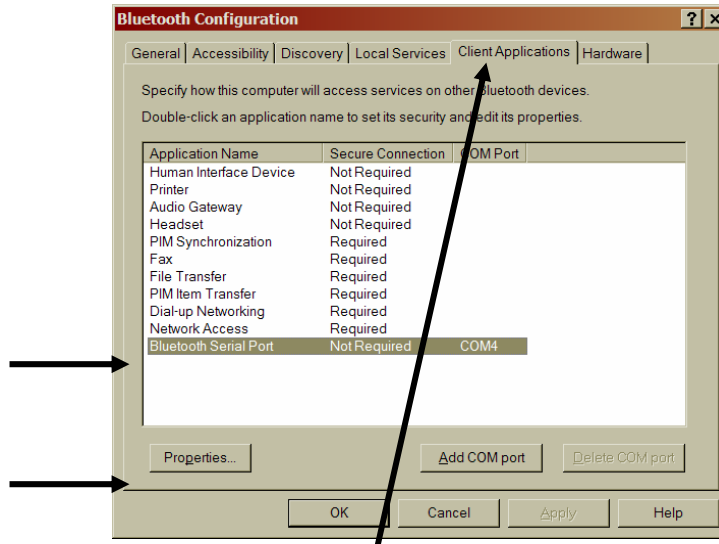 Bluetooth Configuration
General Accessibility Discovery Local Services Client Applications Hardware
Specify how this computer will access services on other Bluetooth devices.
Double-click an application name to set its security and edit its properties.
Application Name Secure Connection COM Port
Human Interface Device Not Required
Printer Not Required
Audio Gateway Not Required
Headset Not Required
PIM Synchronization Required
Fax Required
File Transfer Required
PIM Item Transfer Required
Dial-up Networking Required
Network Access Required
Bluetooth Serial Port Not Required COM4
Properties... Add COM port Delete COM port
OK Cancel Apply Help